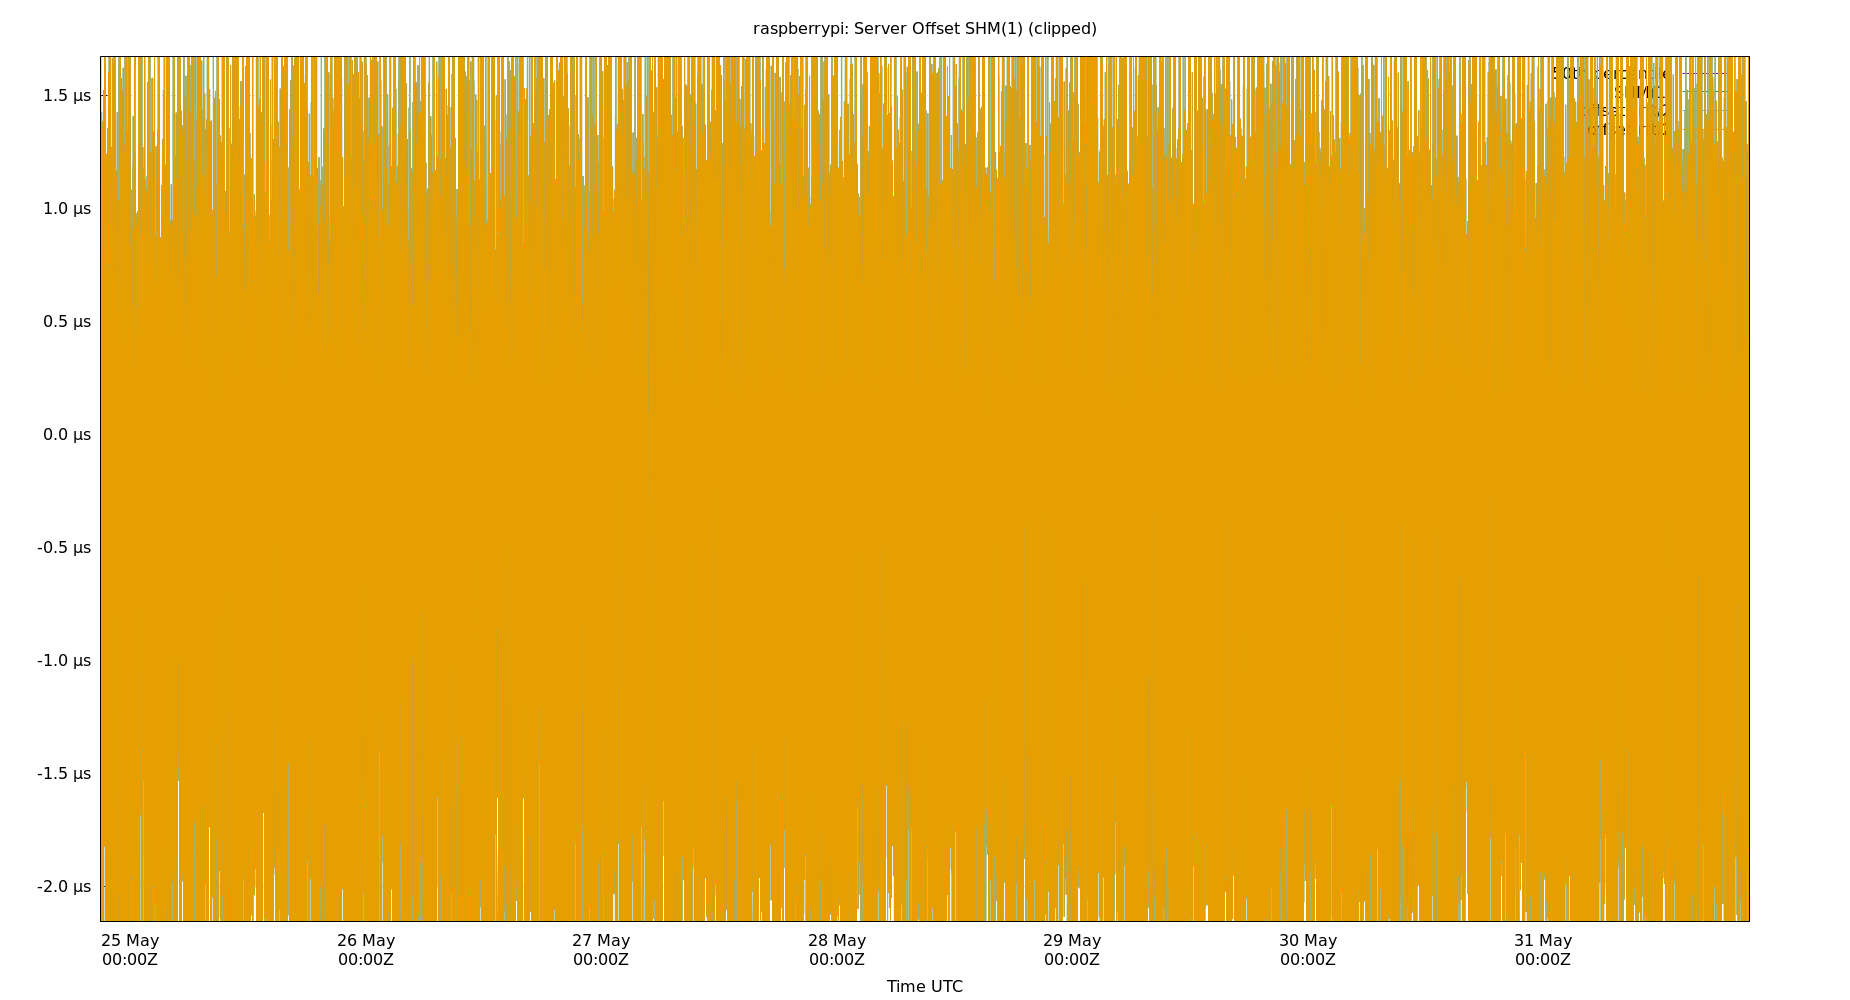 raspberrypi: Server Offset SHM(1) (clipped)
1.5 µs
1.0 µs
0.5 µs
0.0 µs
-0.5 µs
-1.0 µs
-1.5 µs
-2.0 µs
25 May 26 May 27 May 28 May 29 May 30 May 31 May
00:00Z 00:00Z 00:00Z 00:00Z 00:00Z 00:00Z 00:00Z
Time UTC